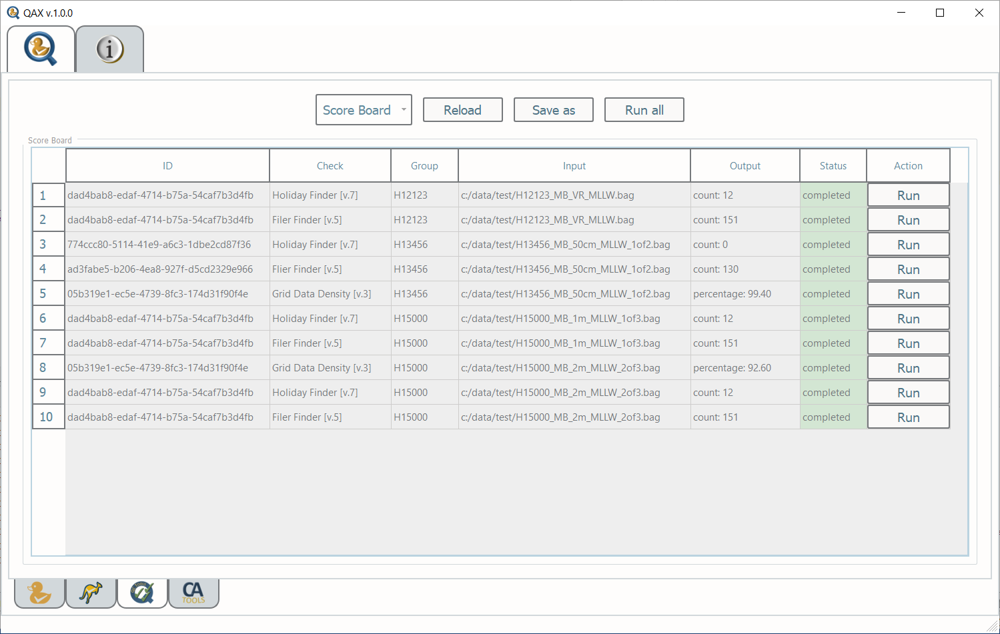 QAX v.1.0.0
i
Score Board Reload Save as Run all
Score Board
ID Check Group Input Output Status Action
1 dad4bab8-edaf-4714-b75a-54caf7b3d4fb Holiday Finder [v.7] H12123 c:/data/test/H12123_MB_VR_MLLW.bag count: 12 completed Run
2 dad4bab8-edaf-4714-b75a-54caf7b3d4fb Filer Finder [v.5] H12123 c:/data/test/H12123_MB_VR_MLLW.bag count: 151 completed Run
3 774ccc80-5114-41e9-a6c3-1dbe2cd87f36 Holiday Finder [v.7] H13456 c:/data/test/H13456_MB_50cm_MLLW_1of2.bag count: 0 completed Run
4 ad3fabe5-b206-4ea8-927f-d5cd2329e966 Flier Finder [v.5] H13456 c:/data/test/H13456_MB_50cm_MLLW_1of2.bag count: 130 completed Run
5 05b319e1-ec5e-4739-8fc3-174d31f90f4e Grid Data Density [v.3] H13456 c:/data/test/H13456_MB_50cm_MLLW_1of2.bag percentage: 99.40 completed Run
6 dad4bab8-edaf-4714-b75a-54caf7b3d4fb Holiday Finder [v.7] H15000 c:/data/test/H15000_MB_1m_MLLW_1of3.bag count: 12 completed Run
7 dad4bab8-edaf-4714-b75a-54caf7b3d4fb Filer Finder [v.5] H15000 c:/data/test/H15000_MB_1m_MLLW_1of3.bag count: 151 completed Run
8 05b319e1-ec5e-4739-8fc3-174d31f90f4e Grid Data Density [v.3] H15000 c:/data/test/H15000_MB_2m_MLLW_2of3.bag percentage: 92.60 completed Run
9 dad4bab8-edaf-4714-b75a-54caf7b3d4fb Holiday Finder [v.7] H15000 c:/data/test/H15000_MB_2m_MLLW_2of3.bag count: 12 completed Run
10 dad4bab8-edaf-4714-b75a-54caf7b3d4fb Filer Finder [v.5] H15000 c:/data/test/H15000_MB_2m_MLLW_2of3.bag count: 151 completed Run
QC TOOLS
CA
TOOLS